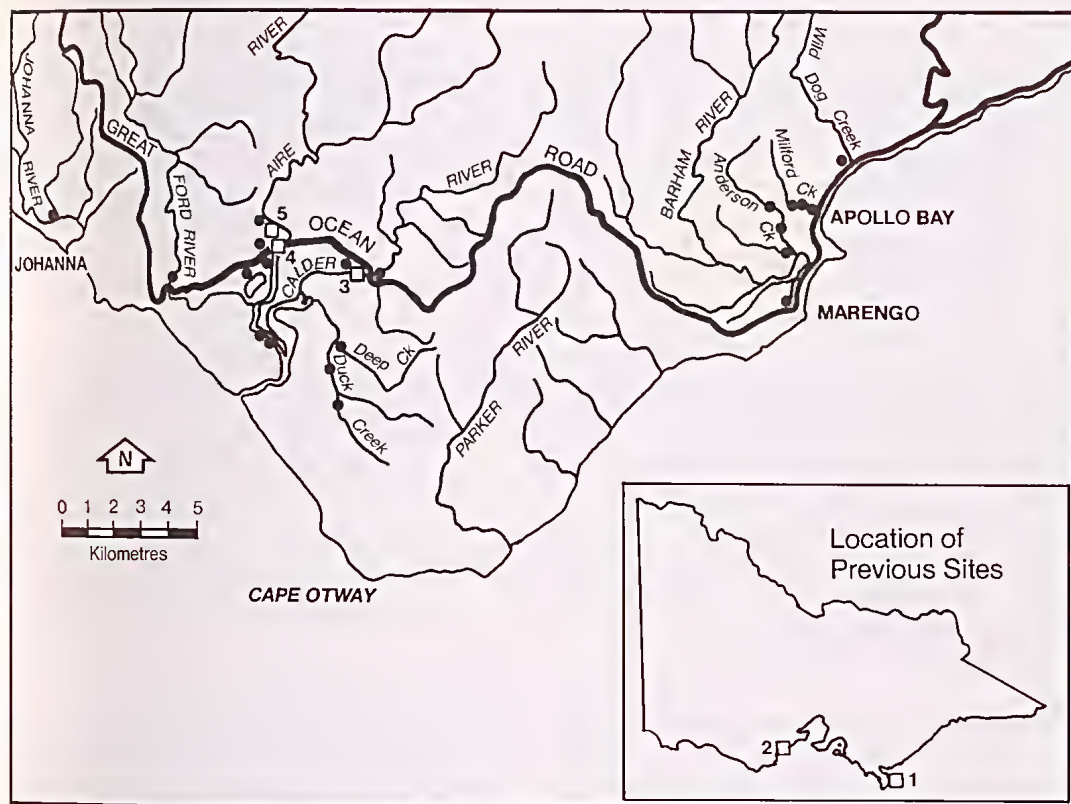 JOHANNA
RIVER
GREAT
FORD
RIVER
RIVER
AIRE
5
OCEAN
4
CALDER
3
RIVER
ROAD
BARHAM
RIVER
Anderson
Ck
Milford
Ck
Wild
Dog
Creek
APOLLO BAY
MARENGO
JOHANNA
Deep
Ck
Duck
Creek
PARKER
RIVER
N
0 1 2 3 4 5
Kilometres
CAPE OTWAY
Location of
Previous Sites
2
1